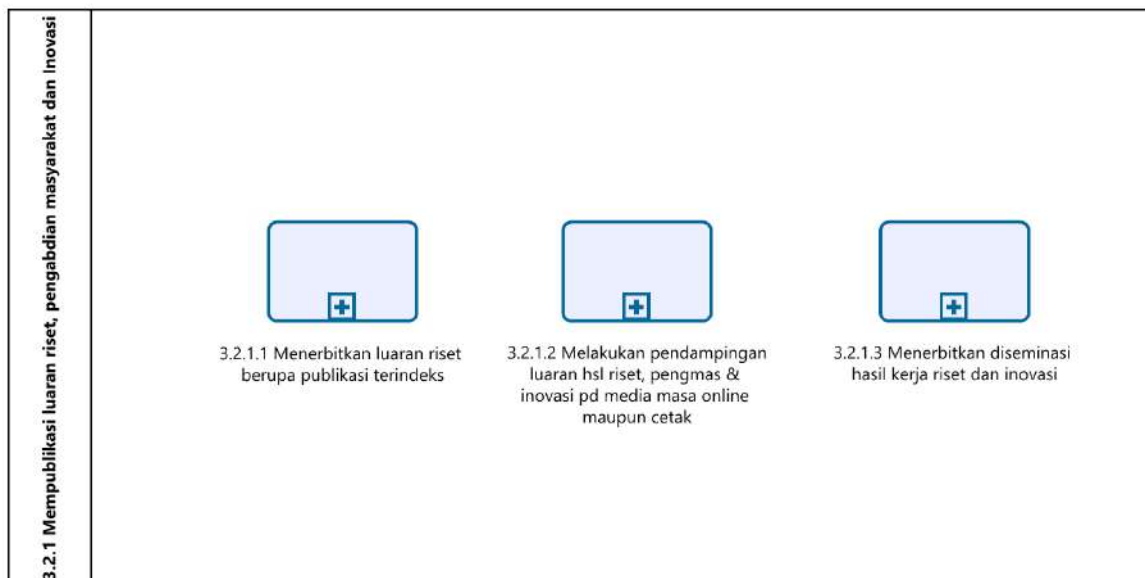 3.2.1 Mempublikasi luaran riset, pengabdian masyarakat dan Inovasi
3.2.1.1 Menerbitkan luaran riset
berupa publikasi terindeks
3.2.1.2 Melakukan pendampingan
luaran hsl riset, pengmas &
inovasi pd media masa online
maupun cetak
3.2.1.3 Menerbitkan diseminasi
hasil kerja riset dan inovasi